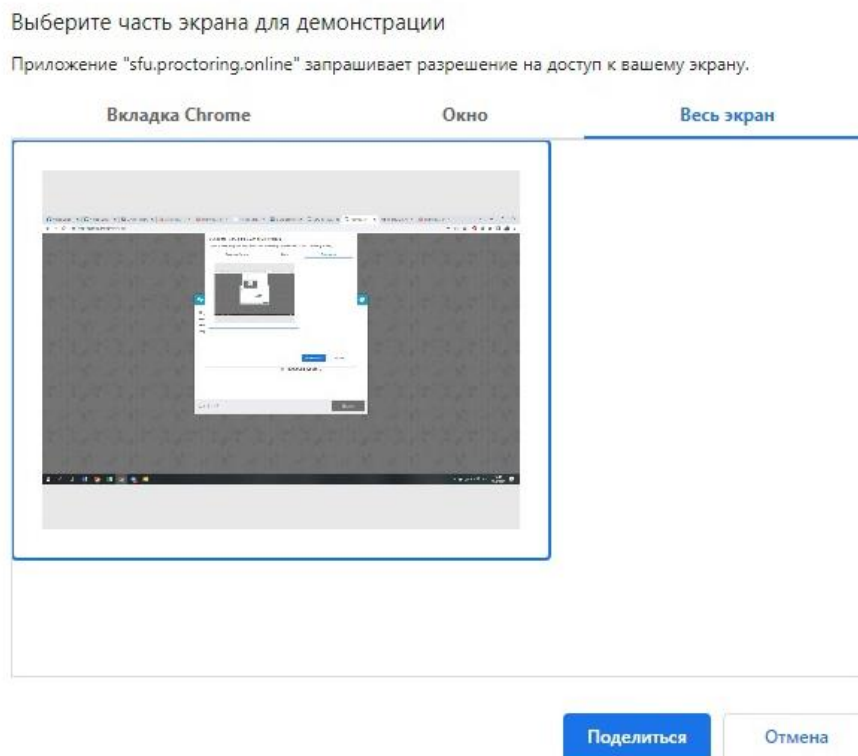 Выберите часть экрана для демонстрации
Приложение "sfu.proctoring.online" запрашивает разрешение на доступ к вашему экрану.
Вкладка Chrome
Окно
Весь экран
Поделиться
Отмена